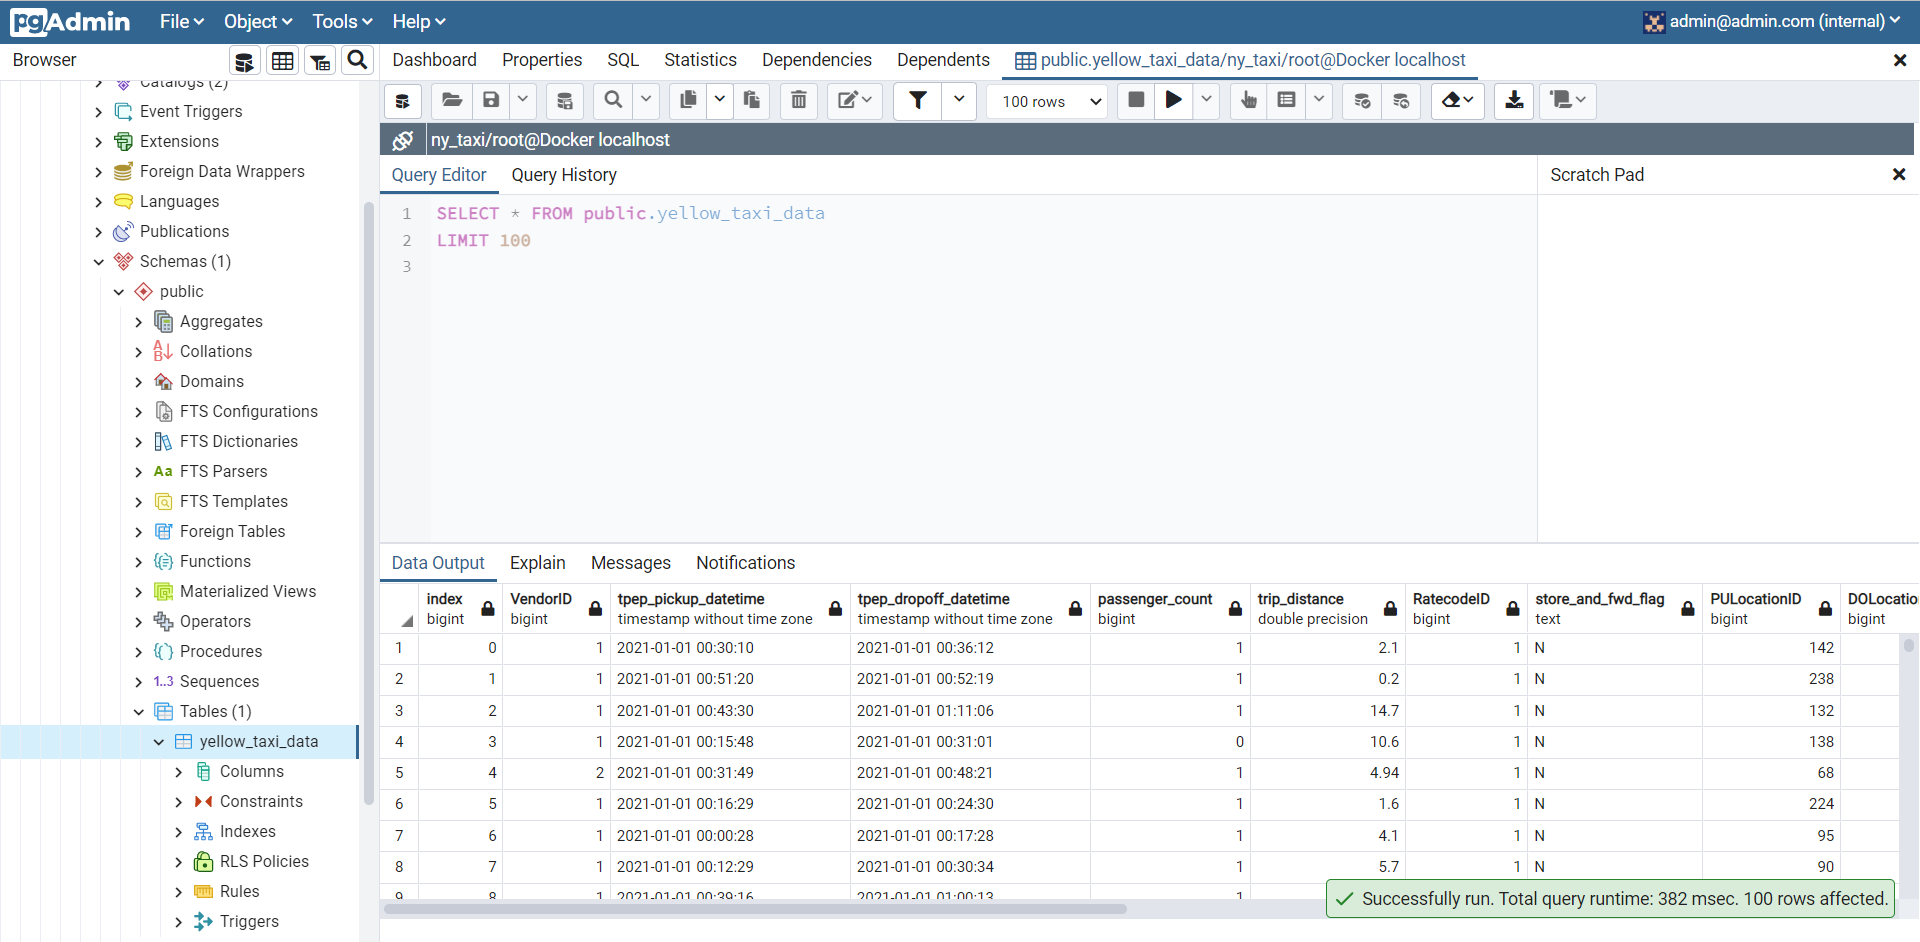 pgAdmin File Object Tools Help admin@admin.com (internal)
Browser
Dashboard Properties SQL Statistics Dependencies Dependents public.yellow_taxi_data/ny_taxi/root@Docker localhost
100 rows
Catalogs (2)
Event Triggers
Extensions
Foreign Data Wrappers
Languages
Publications
Schemas (1)
public
Aggregates
Collations
Domains
FTS Configurations
FTS Dictionaries
Aa FTS Parsers
FTS Templates
Foreign Tables
Functions
Materialized Views
Operators
Procedures
1..3 Sequences
Tables (1)
yellow_taxi_data
Columns
Constraints
Indexes
RLS Policies
Rules
Triggers
ny_taxi/root@Docker localhost
Query Editor Query History
Scratch Pad
1 SELECT * FROM public.yellow_taxi_data
2 LIMIT 100
3
Data Output Explain Messages Notifications
index VendorID tpep_pickup_datetime tpep_dropoff_datetime passenger_count trip_distance RatecodeID store_and_fwd_flag PULocationID DOLocatio
bigint bigint timestamp without time zone timestamp without time zone bigint double precision bigint text bigint bigint
1 0 1 2021-01-01 00:30:10 2021-01-01 00:36:12 1 2.1 1 N 142
2 1 1 2021-01-01 00:51:20 2021-01-01 00:52:19 1 0.2 1 N 238
3 2 1 2021-01-01 00:43:30 2021-01-01 01:11:06 1 14.7 1 N 132
4 3 1 2021-01-01 00:15:48 2021-01-01 00:31:01 0 10.6 1 N 138
5 4 2 2021-01-01 00:31:49 2021-01-01 00:48:21 1 4.94 1 N 68
6 5 1 2021-01-01 00:16:29 2021-01-01 00:24:30 1 1.6 1 N 224
7 6 1 2021-01-01 00:00:28 2021-01-01 00:17:28 1 4.1 1 N 95
8 7 1 2021-01-01 00:12:29 2021-01-01 00:30:34 1 5.7 1 N 90
9 8 1 2021-01-01 00:39:16 2021-01-01 01:00:13 1
Successfully run. Total query runtime: 382 msec. 100 rows affected.